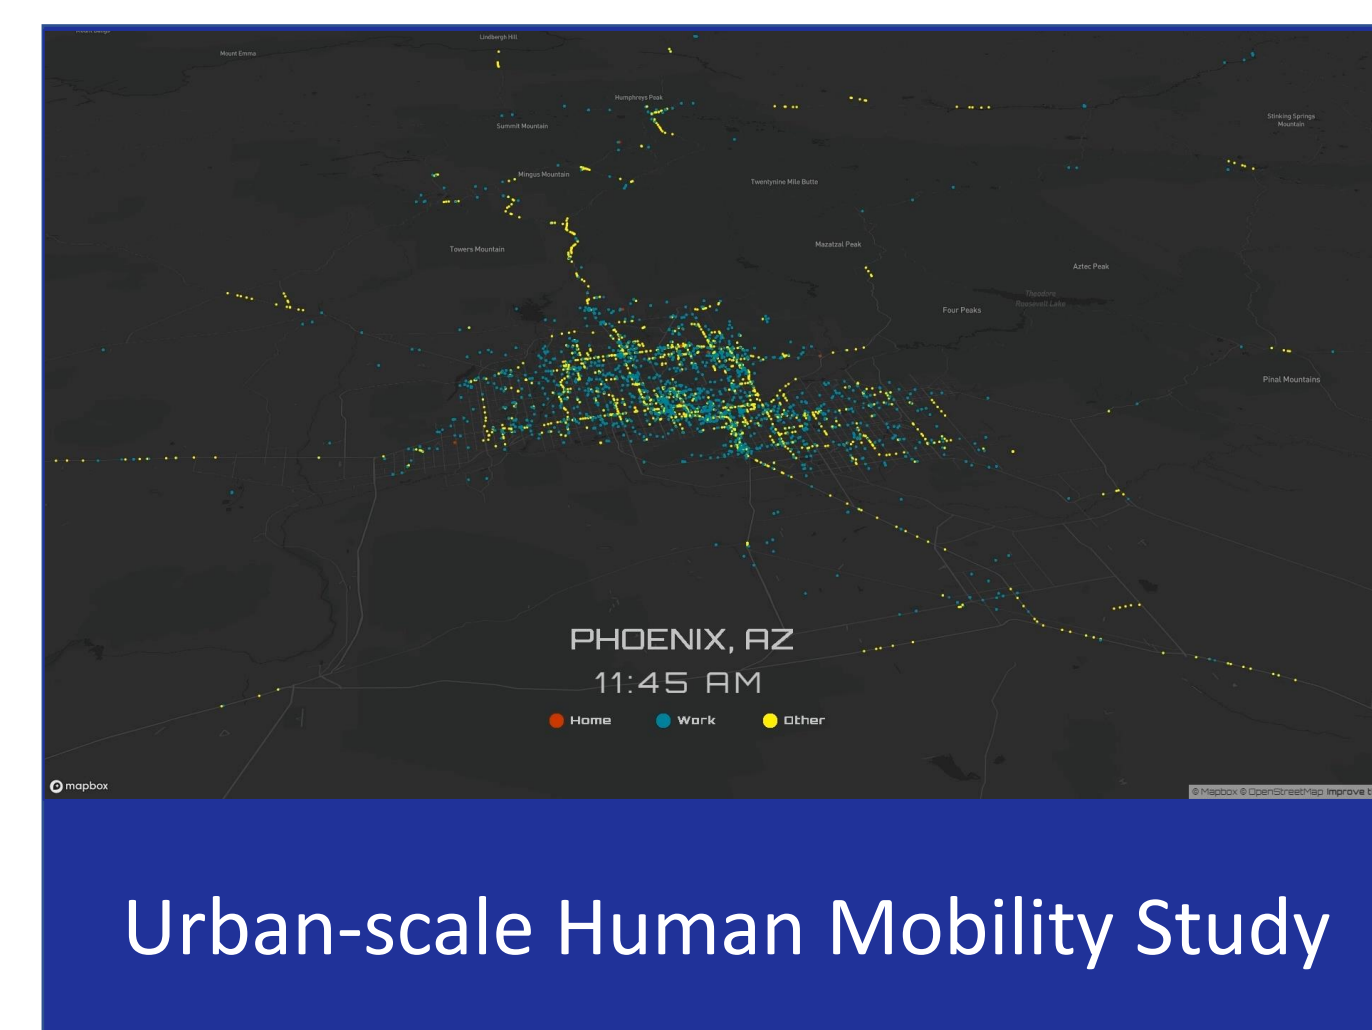 Lindbergh Hill
Mount Emma
Humphreys Peak
Stinking Springs
Mountain
Summit Mountain
Mingus Mountain
Twentynine Mile Butte
Towers Mountain
Mazatzal Peak
Aztec Peak
Theodore
Roosevelt Lake
Four Peaks
Pinal Mountains
PHOENIX, AZ
11:45 AM
Home
Work
Other
mapbox
© Mapbox © OpenStreetMap Improve t
Urban-scale Human Mobility Study